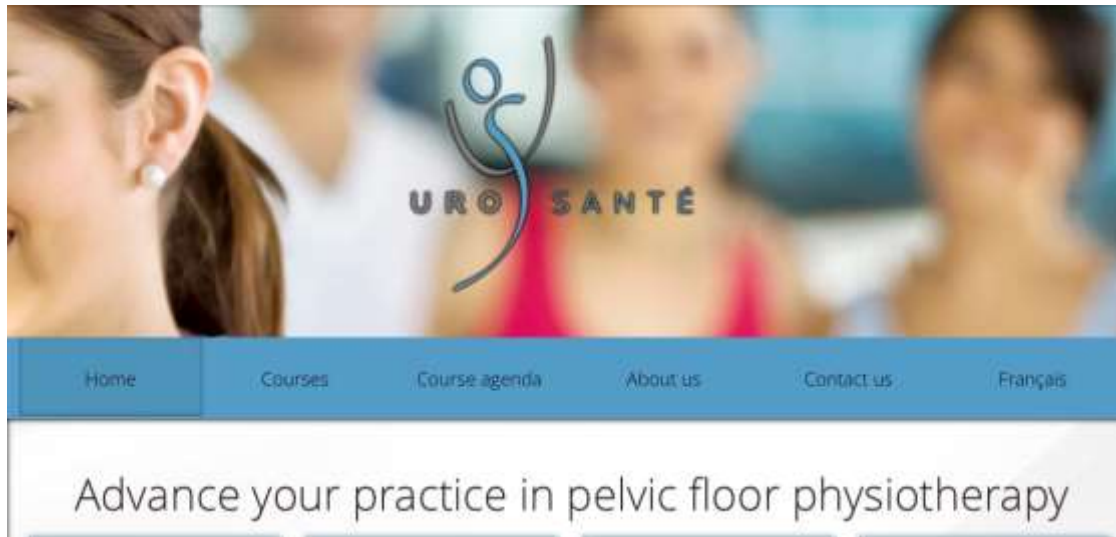 URO SANTÉ
Home Courses Course agenda About us Contact us Français
Advance your practice in pelvic floor physiotherapy